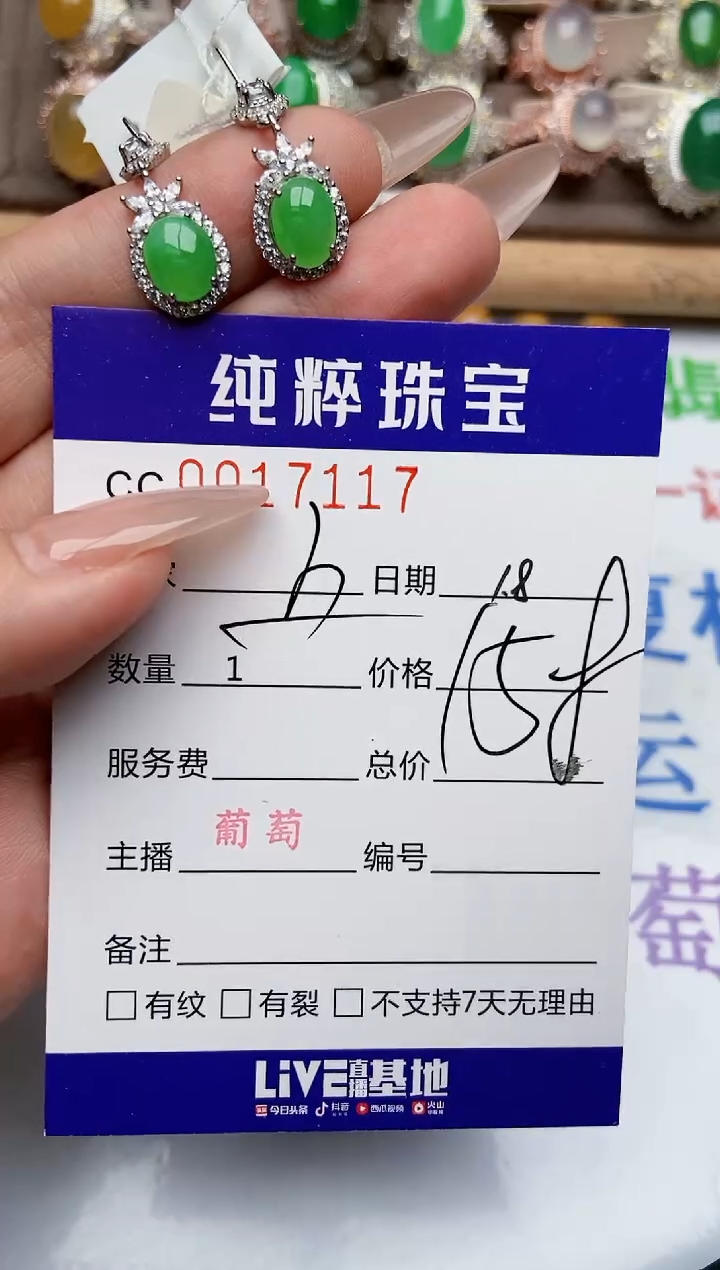 纯粹珠宝
CC 0017117
日期 1.8
数量 1 价格 158
服务费 总价
主播 葡萄 编号
备注
□有纹 □有裂 □不支持7天无理由
LiVE直播基地
今日头条 抖音 西瓜视频 火山